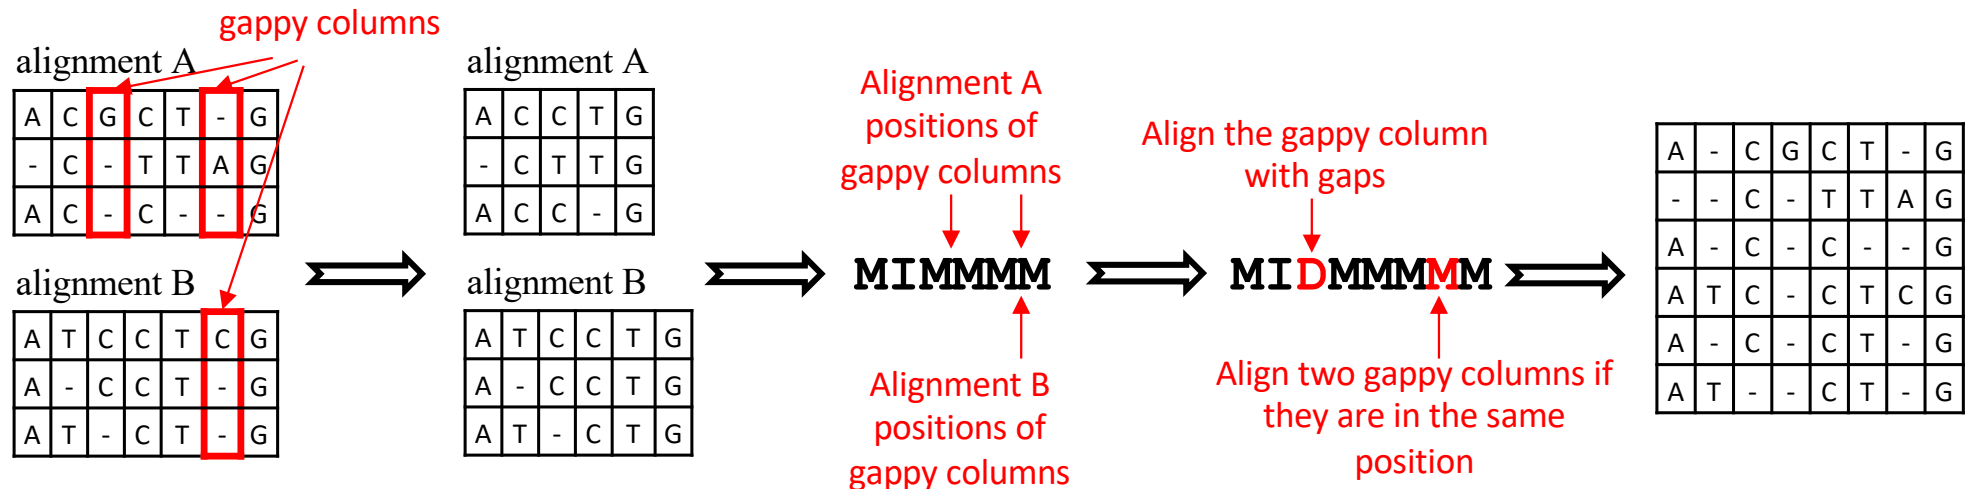 gappy columns
alignment A
A C G C T - G
- C - T T A G
A C - C - - G
alignment B
A T C C T C G
A - C C T - G
A T - C T - G
alignment A
A C C T G
- C T T G
A C C - G
alignment B
A T C C T G
A - C C T G
A T - C T G
Alignment A
positions of
gappy columns
MIMMMM
Alignment B
positions of
gappy columns
Align the gappy column
with gaps
MIDMMMMM
Align two gappy columns if
they are in the same
position
A - C G C T - G
- - C - T T A G
A - C - C - - G
A T C - C T C G
A - C - C T - G
A T - - C T - G